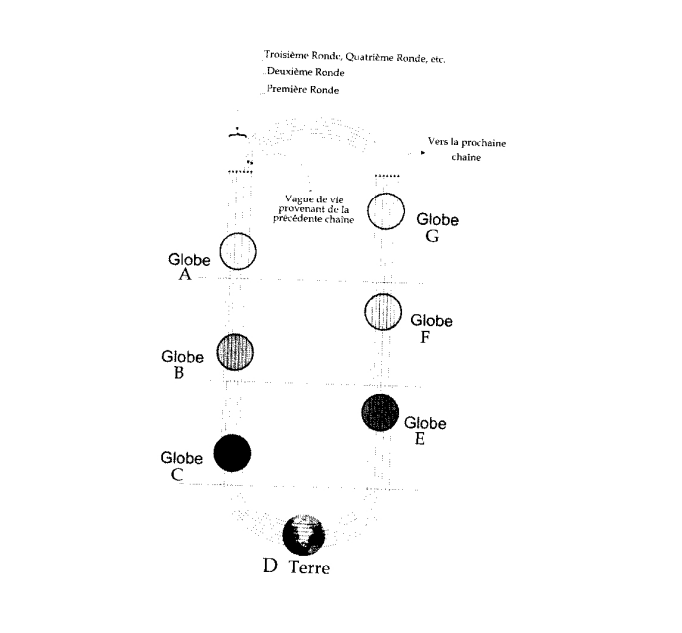 Troisième Ronde, Quatrième Ronde, etc.
Deuxième Ronde
Première Ronde
Vers la prochaine
chaîne
Vague de vie
provenant de la
précédente chaîne
Globe
G
Globe
A
Globe
F
Globe
B
Globe
E
Globe
C
D Terre